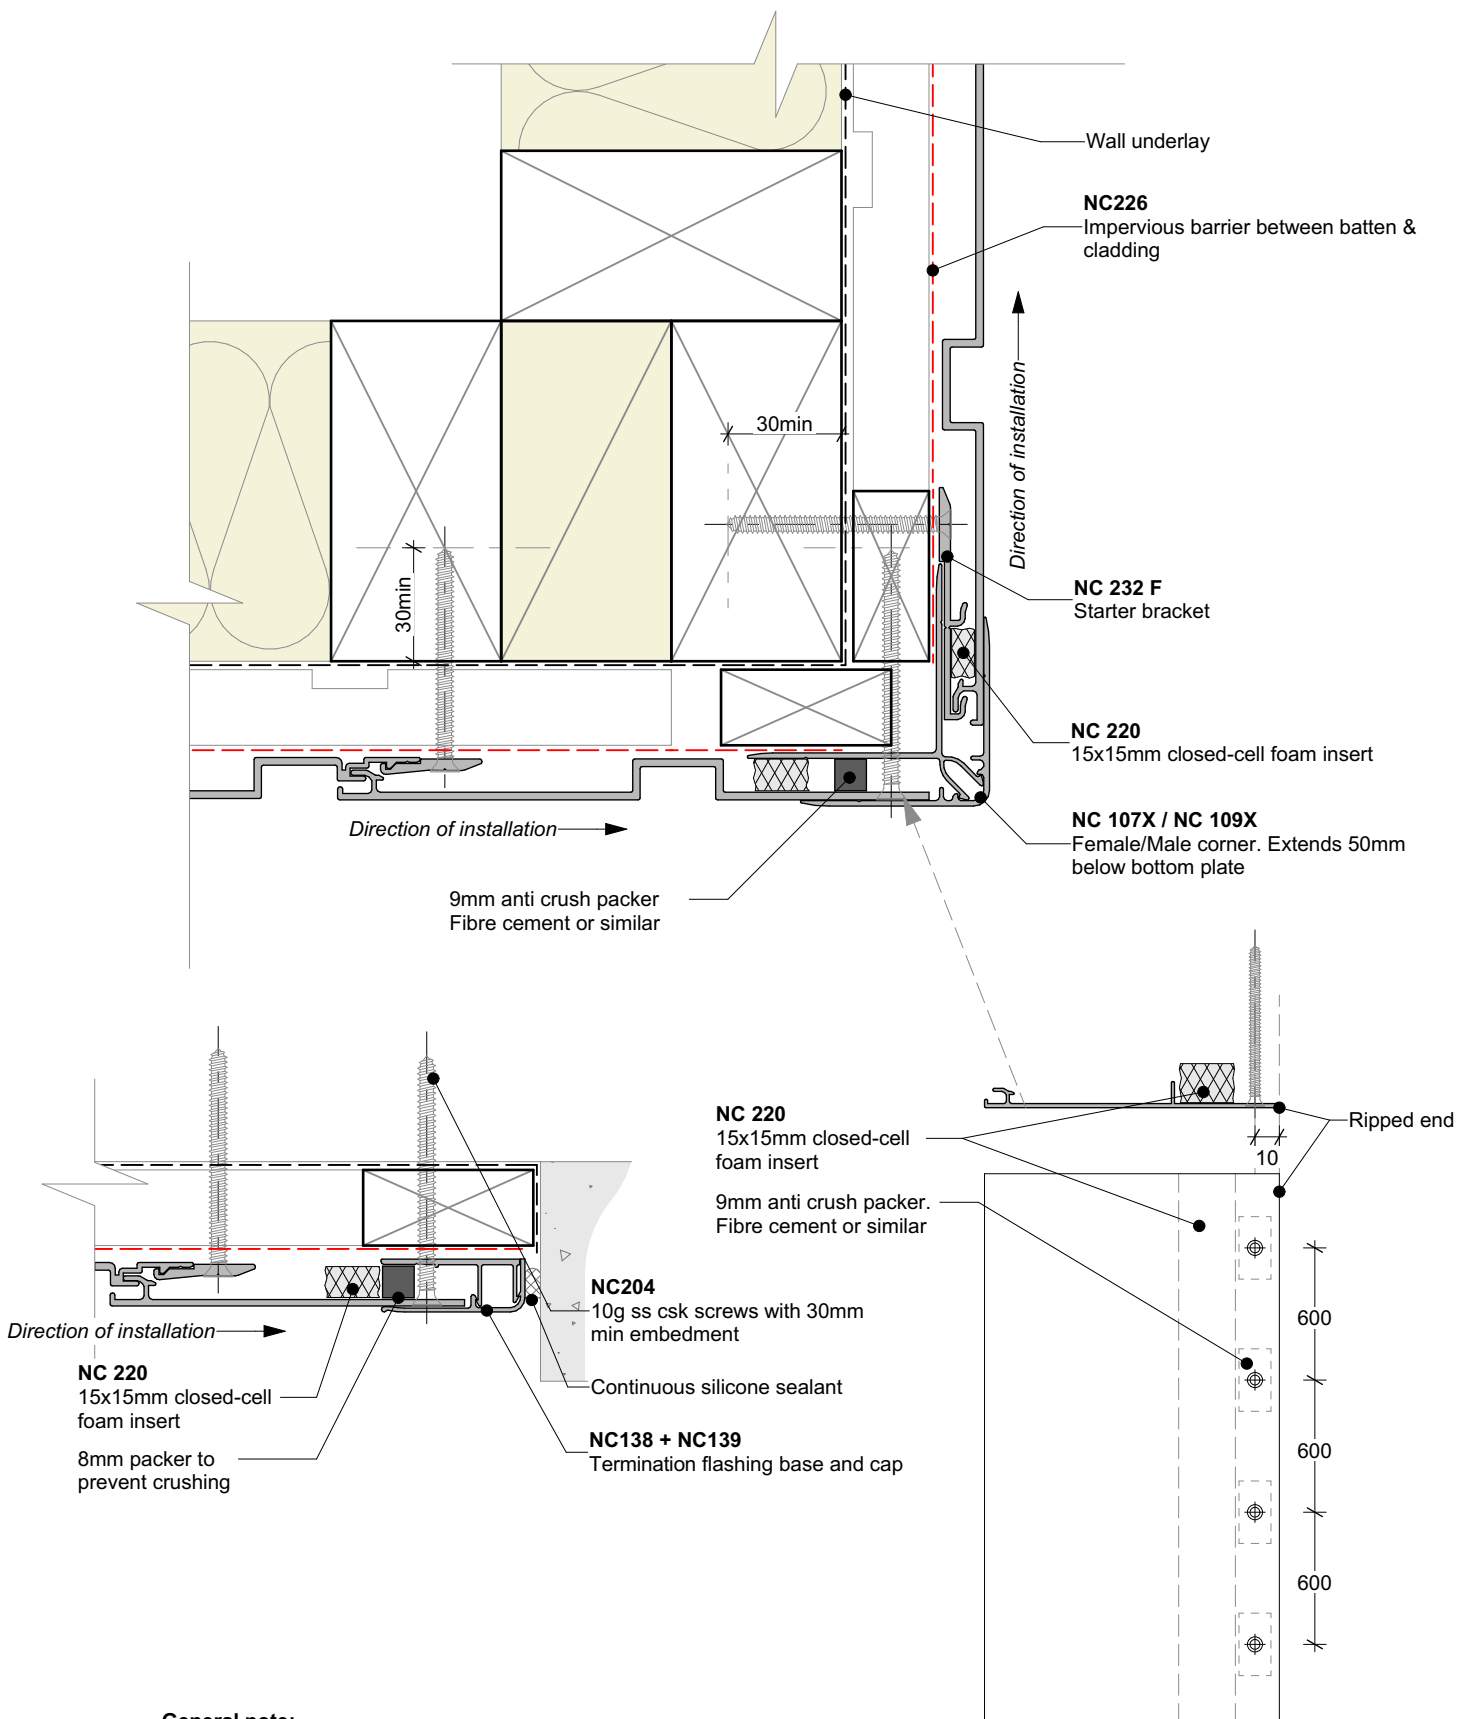 Wall underlay
NC226
Impervious barrier between batten &
cladding
Direction of installation
30min
30min
NC 232 F
Starter bracket
NC 220
15x15mm closed-cell foam insert
NC 107X / NC 109X
Female/Male corner. Extends 50mm
below bottom plate
Direction of installation
9mm anti crush packer
Fibre cement or similar
NC 220
15x15mm closed-cell
foam insert
9mm anti crush packer.
Fibre cement or similar
Ripped end
10
600
600
600
NC204
10g ss csk screws with 30mm
min embedment
Continuous silicone sealant
NC138 + NC139
Termination flashing base and cap
Direction of installation
NC 220
15x15mm closed-cell
foam insert
8mm packer to
prevent crushing
General note: